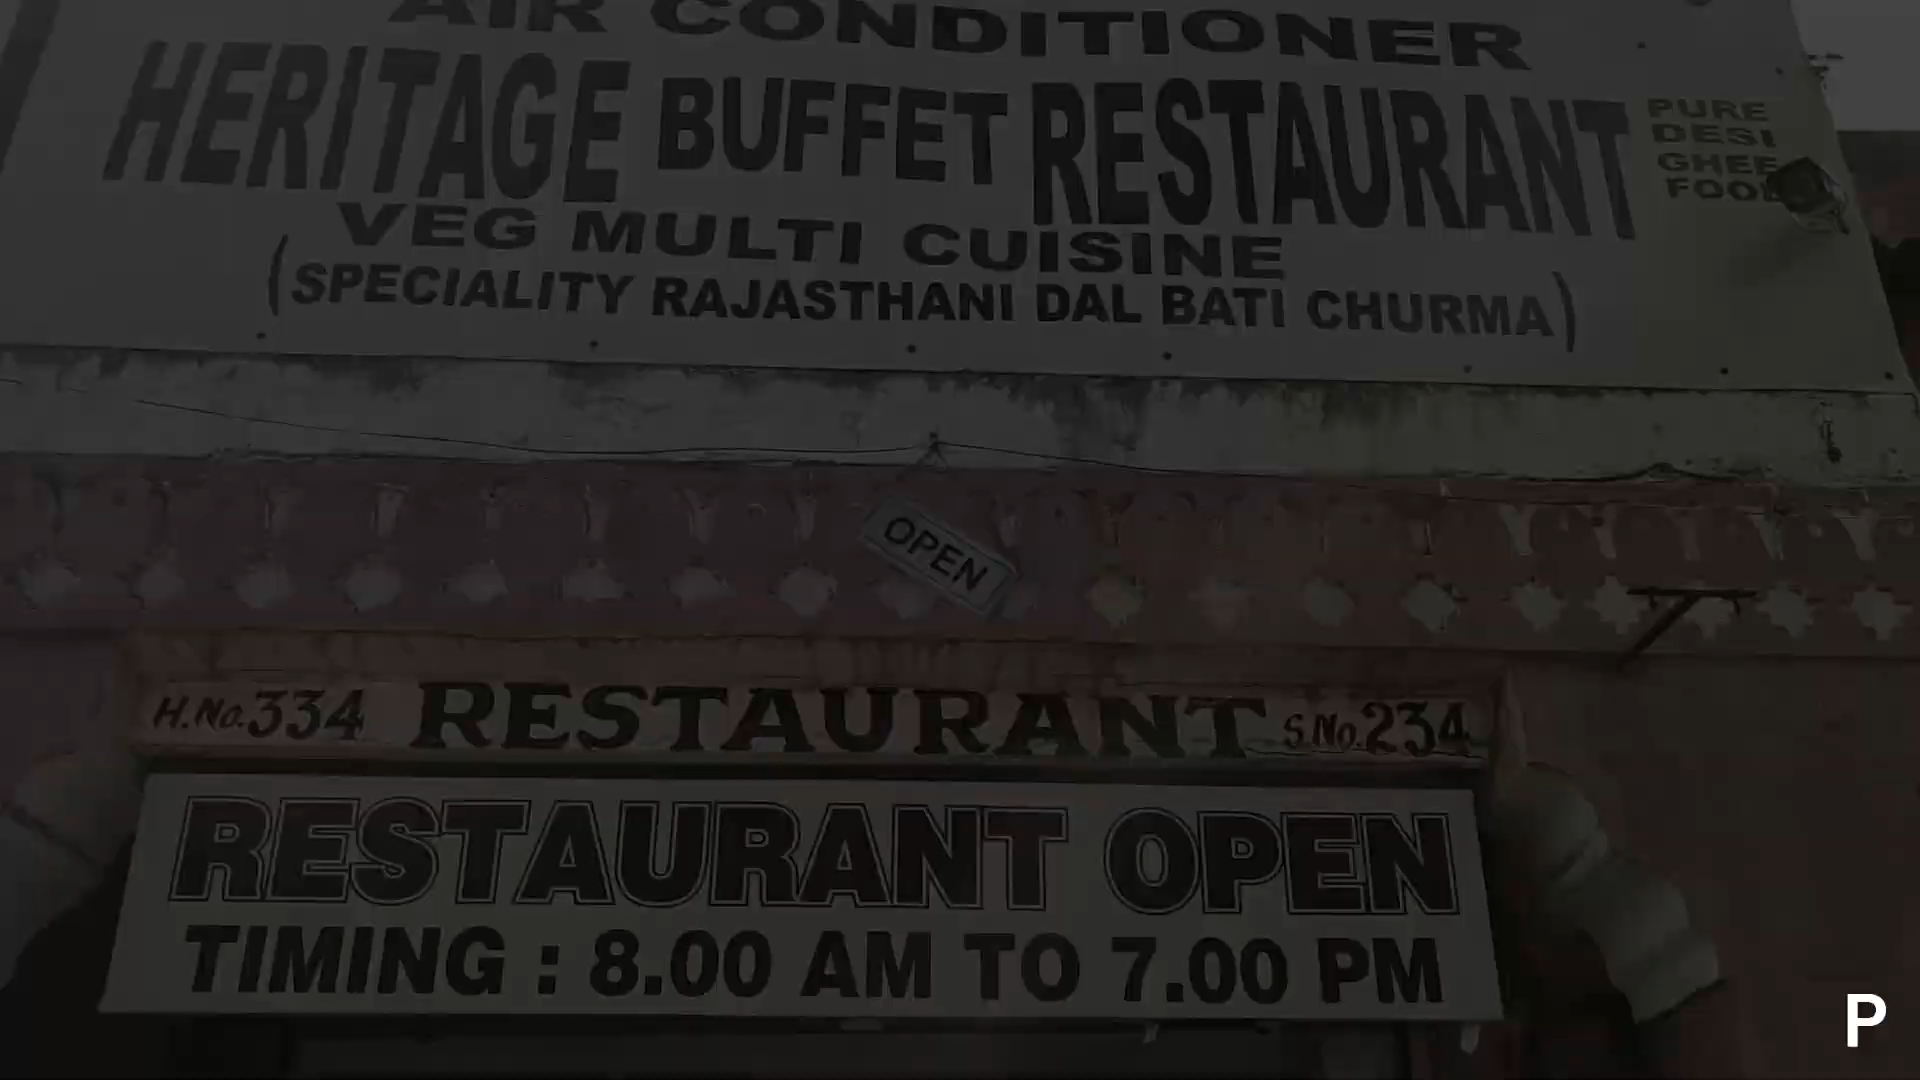 AIR CONDITIONER
HERITAGE BUFFET RESTAURANT
PURE
DESI
GHEE
FOOD
VEG MULTI CUISINE
(SPECIALITY RAJASTHANI DAL BATI CHURMA)
OPEN
H.No.334 RESTAURANT S.No.234
RESTAURANT OPEN
TIMING : 8.00 AM TO 7.00 PM
P